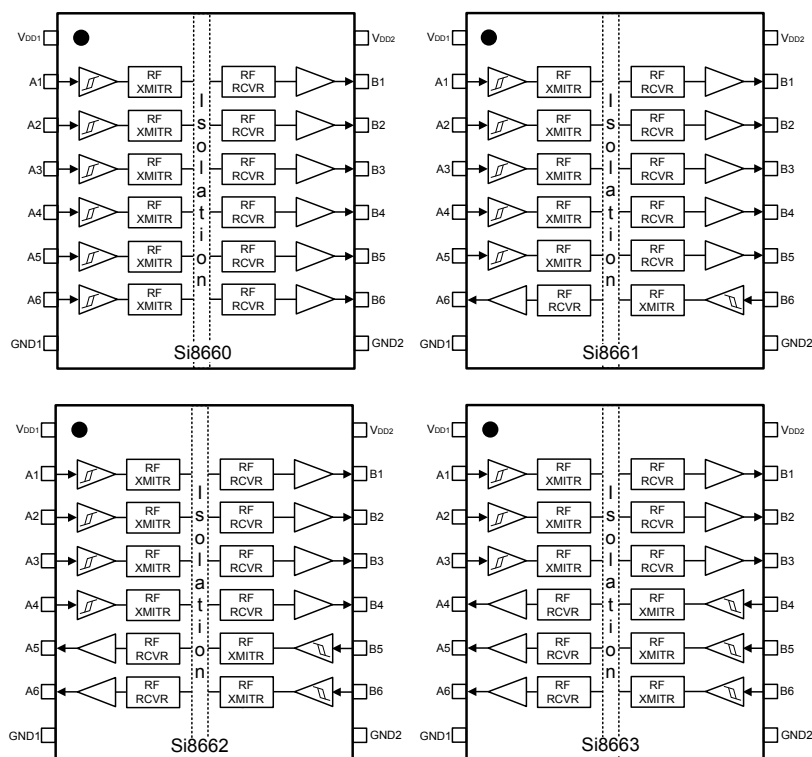 VDD1 VDD2
A1 RF XMITR RF RCVR B1
A2 RF XMITR RF RCVR B2
A3 RF XMITR RF RCVR B3
A4 RF XMITR RF RCVR B4
A5 RF XMITR RF RCVR B5
A6 RF XMITR RF RCVR B6
Isolation
GND1 GND2
Si8660
VDD1 VDD2
A1 RF XMITR RF RCVR B1
A2 RF XMITR RF RCVR B2
A3 RF XMITR RF RCVR B3
A4 RF XMITR RF RCVR B4
A5 RF XMITR RF RCVR B5
A6 RF RCVR RF XMITR B6
Isolation
GND1 GND2
Si8661
VDD1 VDD2
A1 RF XMITR RF RCVR B1
A2 RF XMITR RF RCVR B2
A3 RF XMITR RF RCVR B3
A4 RF XMITR RF RCVR B4
A5 RF RCVR RF XMITR B5
A6 RF RCVR RF XMITR B6
Isolation
GND1 GND2
Si8662
VDD1 VDD2
A1 RF XMITR RF RCVR B1
A2 RF XMITR RF RCVR B2
A3 RF XMITR RF RCVR B3
A4 RF RCVR RF XMITR B4
A5 RF RCVR RF XMITR B5
A6 RF RCVR RF XMITR B6
Isolation
GND1 GND2
Si8663